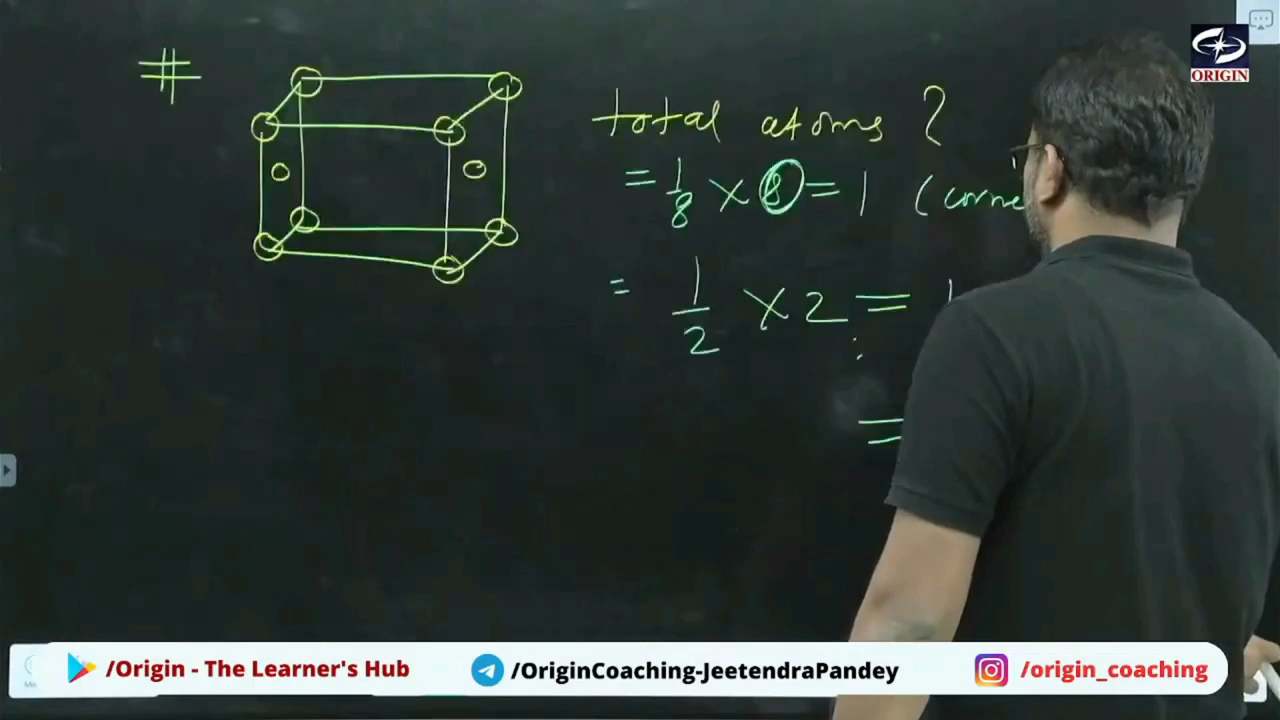 #
ORIGIN
total atoms ?
= 1/8 × 8 = 1 (corne
= 1/2 × 2 = 1
=
/Origin - The Learner's Hub
/OriginCoaching-JeetendraPandey
/origin_coaching